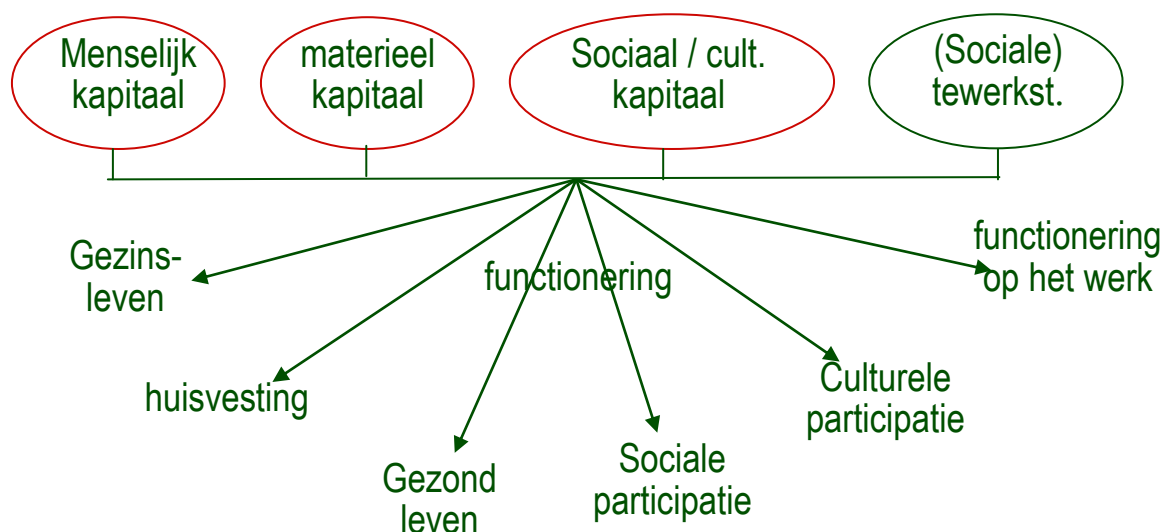 Menselijk
kapitaal
materieel
kapitaal
Sociaal / cult.
kapitaal
(Sociale)
tewerkst.
Gezins-
leven
functionering
functionering
op het werk
huisvesting
Culturele
participatie
Gezond
leven
Sociale
participatie